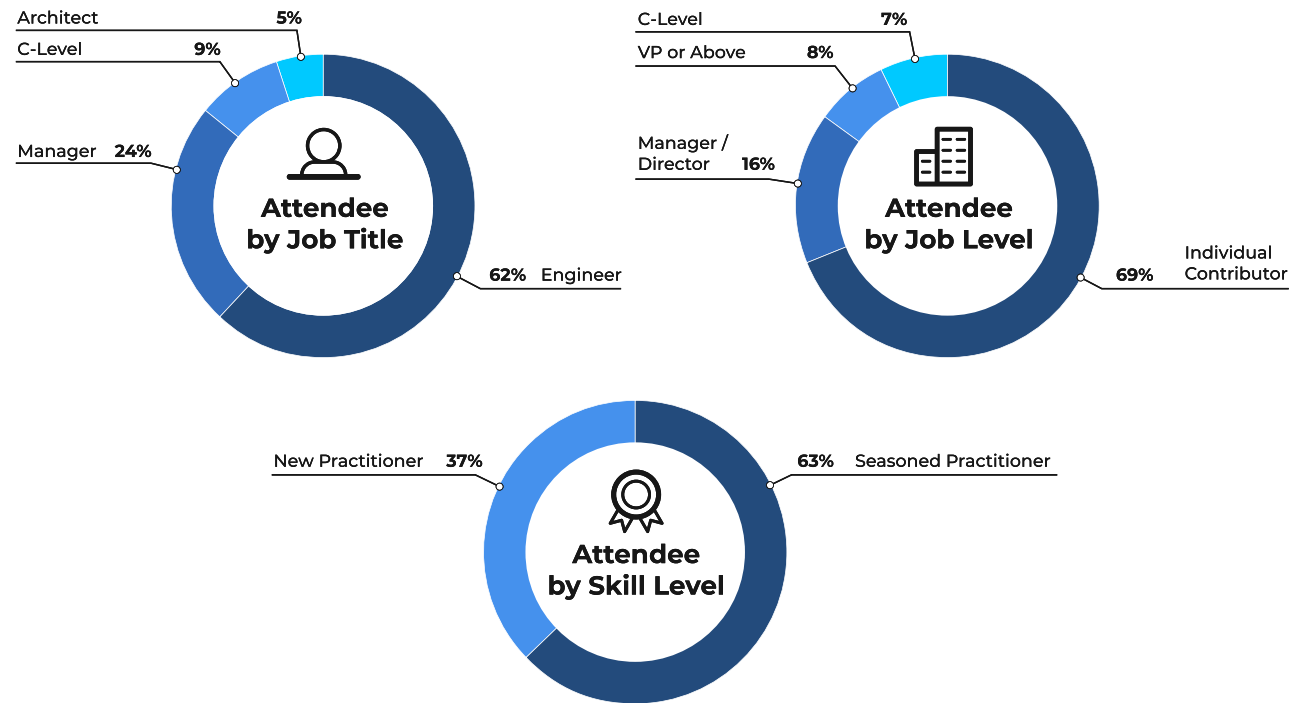 Architect 5%
C-Level 9%
Manager 24%
Attendee
by Job Title
62% Engineer
C-Level 7%
VP or Above 8%
Manager /
Director 16%
Attendee
by Job Level
Individual
69% Contributor
New Practitioner 37%
63% Seasoned Practitioner
Attendee
by Skill Level